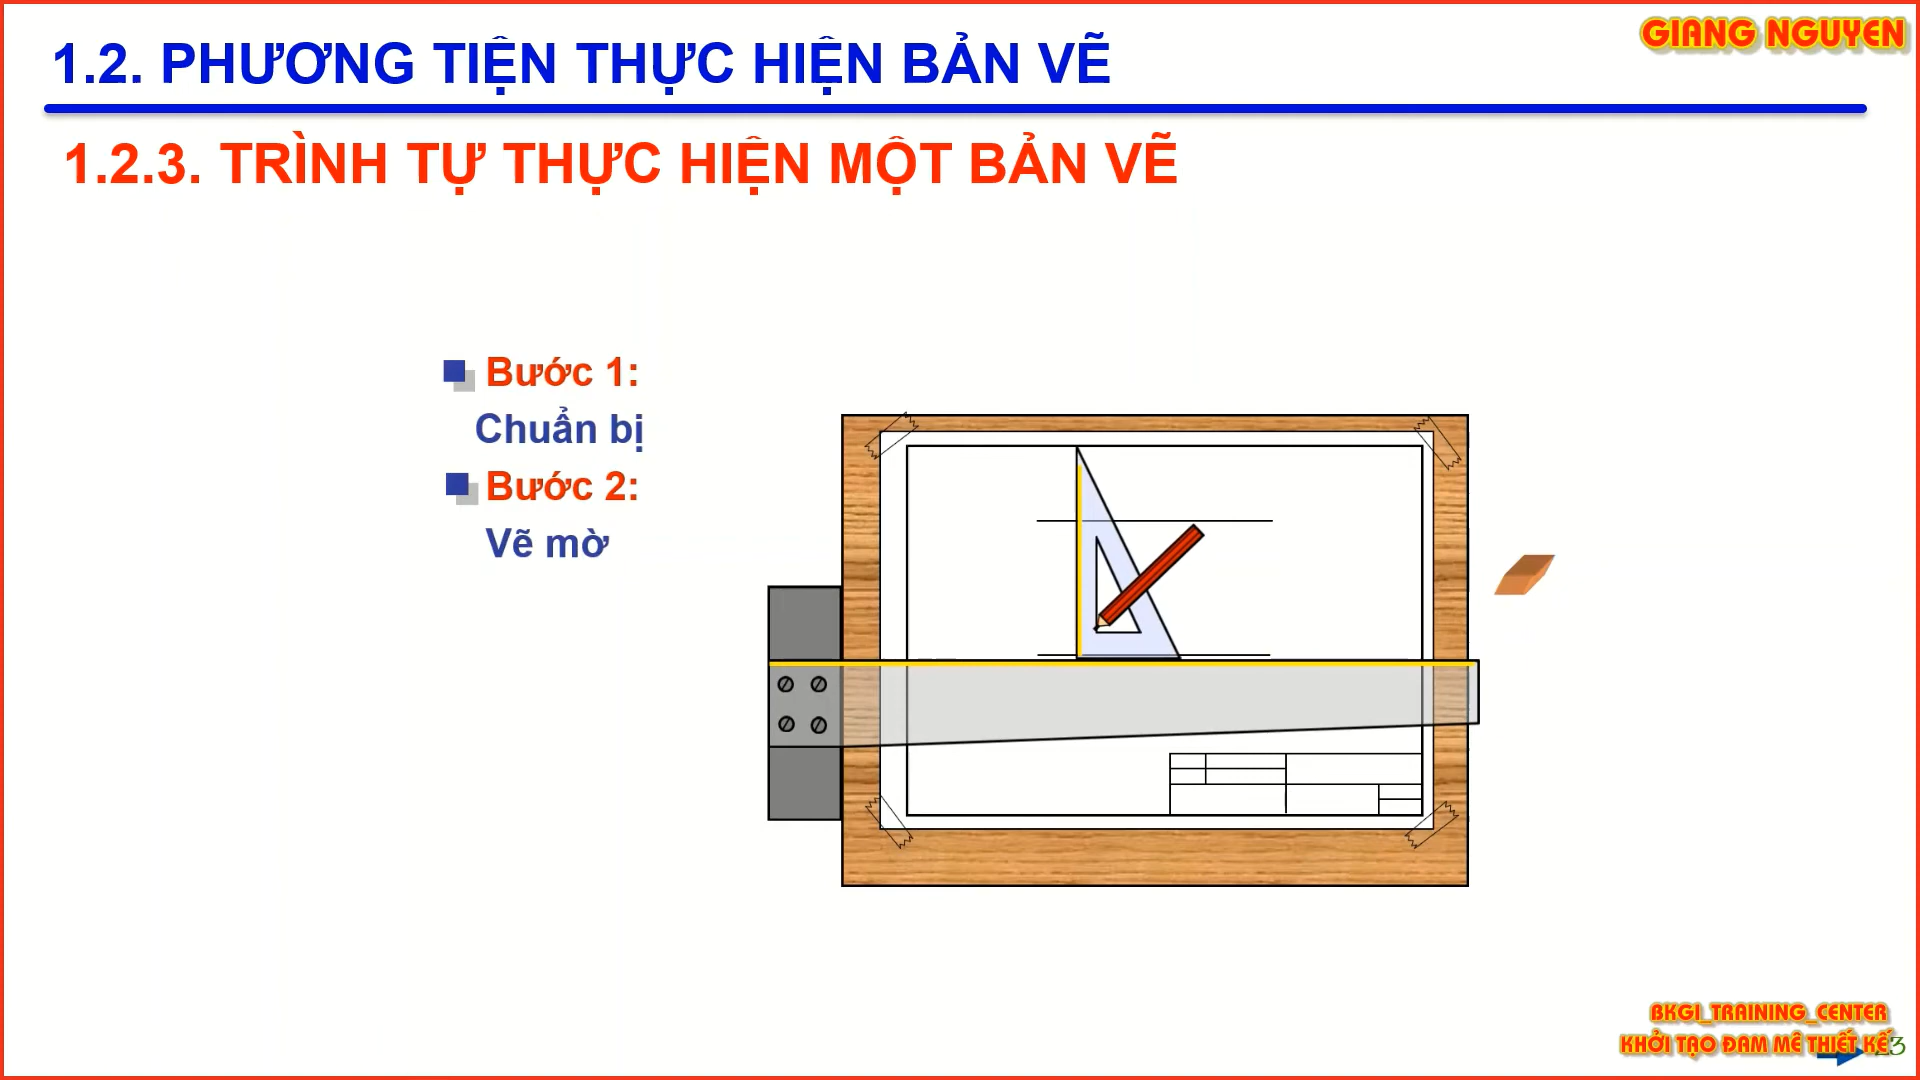 GIANG NGUYEN
1.2. PHƯƠNG TIỆN THỰC HIỆN BẢN VẼ
1.2.3. TRÌNH TỰ THỰC HIỆN MỘT BẢN VẼ
Bước 1:
Chuẩn bị
Bước 2:
Vẽ mờ
BKGI_TRAINING_CENTER
KHỞI TẠO ĐAM MÊ THIẾT KẾ